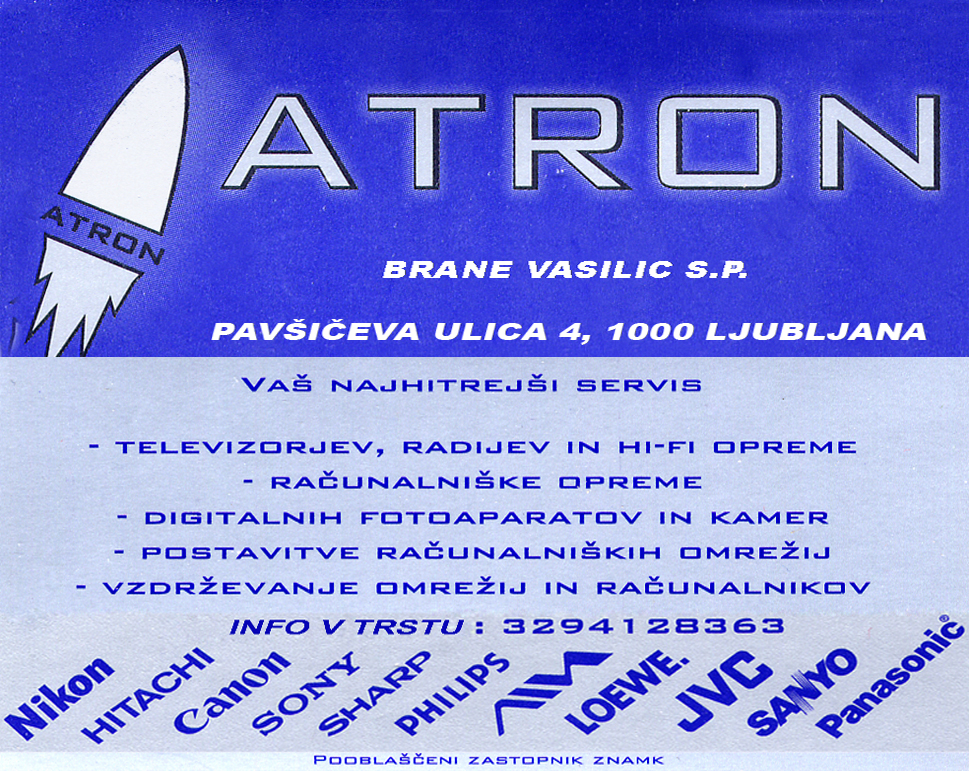 ATRON
ATRON
BRANE VASILIC S.P.
PAVŠIČEVA ULICA 4, 1000 LJUBLJANA
VAŠ NAJHITREJŠI SERVIS
- TELEVIZORJEV, RADIJEV IN HI-FI OPREME
- RAČUNALNIŠKE OPREME
- DIGITALNIH FOTOAPARATOV IN KAMER
- POSTAVITVE RAČUNALNIŠKIH OMREŽIJ
- VZDRŽEVANJE OMREŽIJ IN RAČUNALNIKOV
INFO V TRSTU : 3294128363
Nikon HITACHI Canon SONY SHARP PHILIPS AIWA LOEWE. JVC SANYO Panasonic®
POOBLAŠČENI ZASTOPNIK ZNAMK